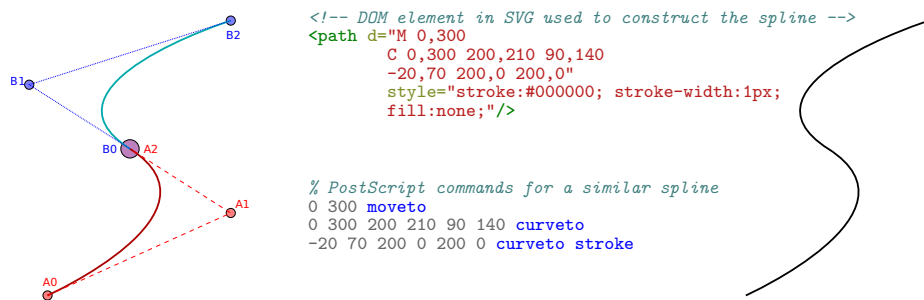 B2
B1
B0 A2
A1
A0
<!-- DOM element in SVG used to construct the spline -->
<path d="M 0,300
C 0,300 200,210 90,140
-20,70 200,0 200,0"
style="stroke:#000000; stroke-width:1px;
fill:none;"/>
% PostScript commands for a similar spline
0 300 moveto
0 300 200 210 90 140 curveto
-20 70 200 0 200 0 curveto stroke